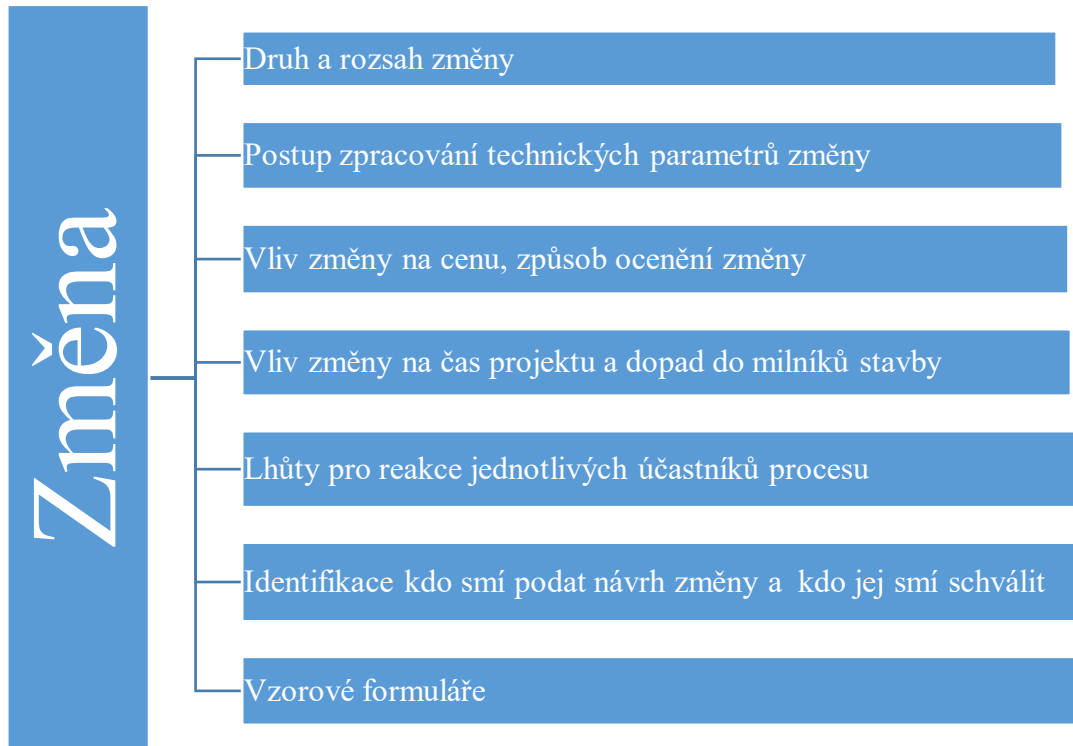 Změna
Druh a rozsah změny
Postup zpracování technických parametrů změny
Vliv změny na cenu, způsob ocenění změny
Vliv změny na čas projektu a dopad do milníků stavby
Lhůty pro reakce jednotlivých účastníků procesu
Identifikace kdo smí podat návrh změny a  kdo jej smí schválit
Vzorové formuláře